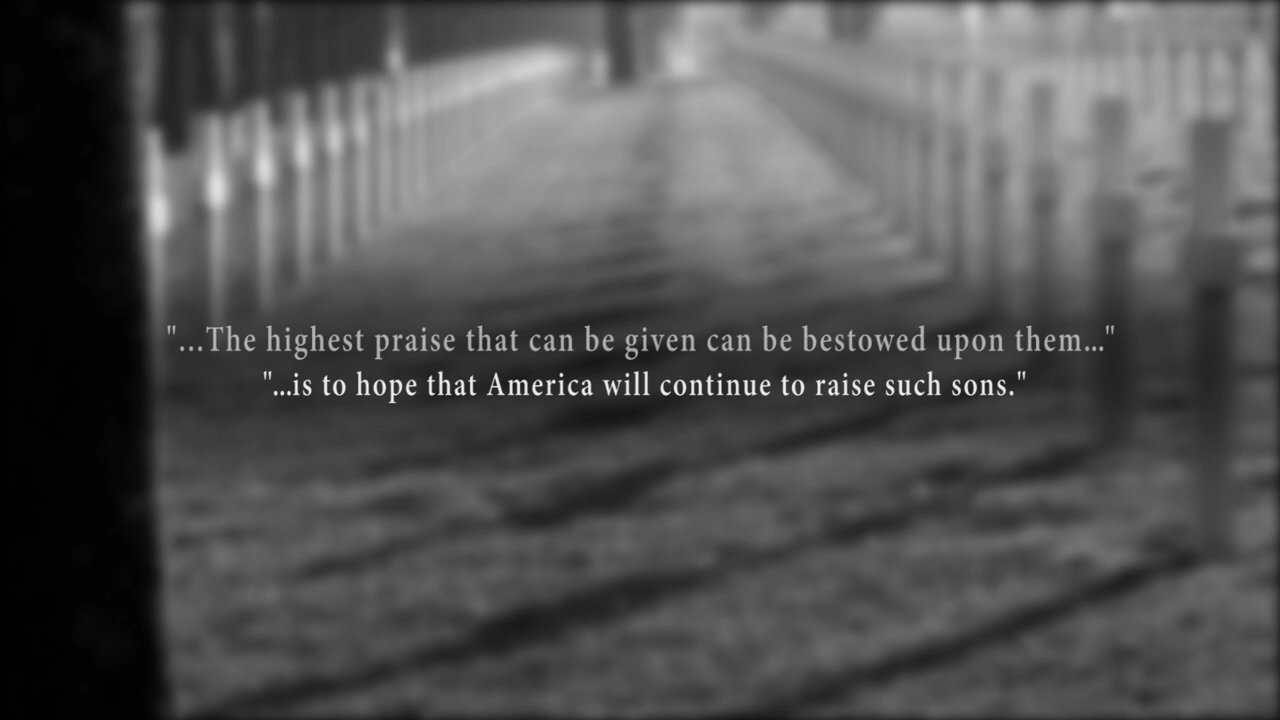 "...The highest praise that can be given can be bestowed upon them..."
"...is to hope that America will continue to raise such sons."